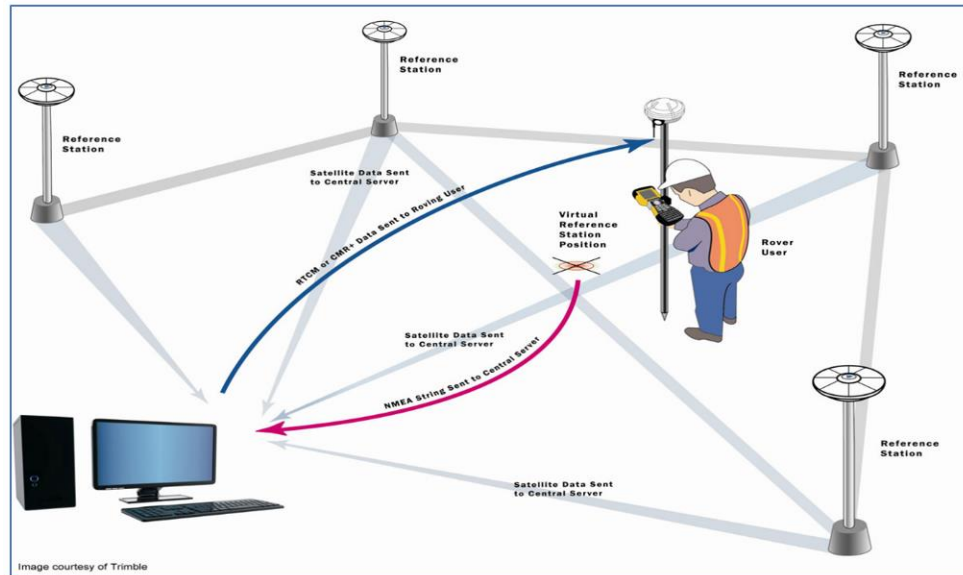 Reference
Station
Reference
Station
Reference
Station
Satellite Data Sent
to Central Server
RTCM or CMR+ Data Sent to Roving User
Virtual
Reference
Station
Position
Rover
User
Satellite Data Sent
to Central Server
NMEA String Sent to Central Server
Reference
Station
Satellite Data Sent
to Central Server
Image courtesy of Trimble